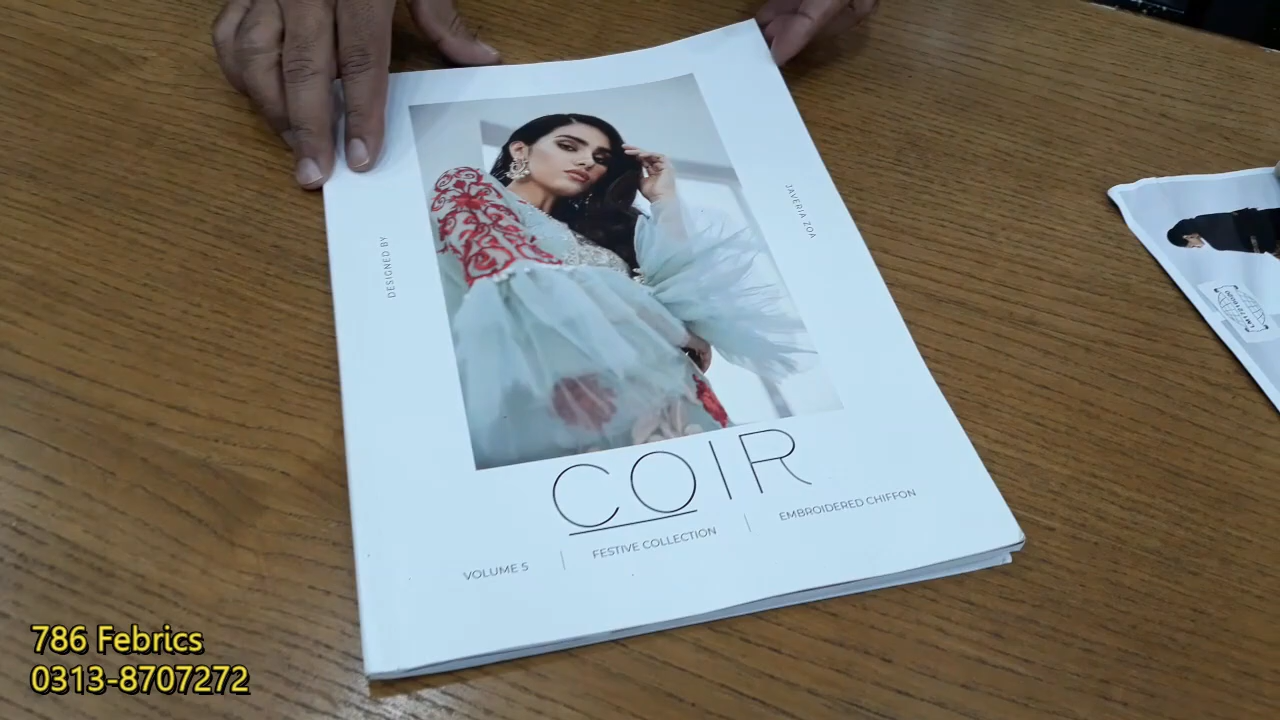 DESIGNED BY
JAVERIA ZOA
COIR
VOLUME 5 | FESTIVE COLLECTION | EMBROIDERED CHIFFON
786 Febrics
0313-8707272